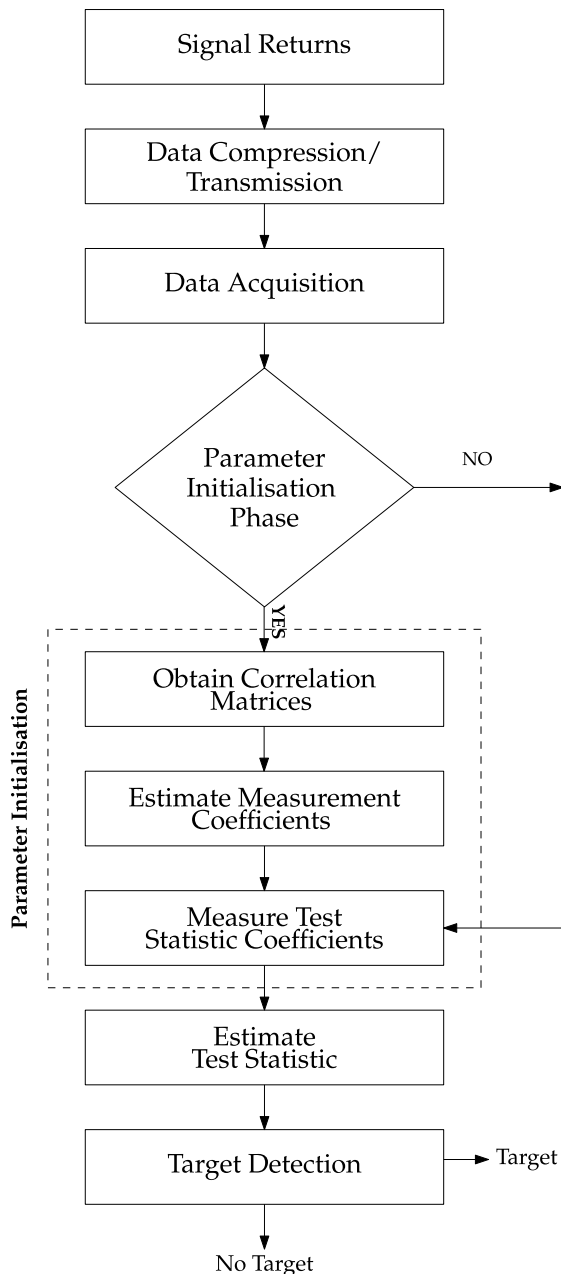 Signal Returns
Data Compression/
Transmission
Data Acquisition
Parameter
Initialisation
Phase
NO
YES
Parameter Initialisation
Obtain Correlation
Matrices
Estimate Measurement
Coefficients
Measure Test
Statistic Coefficients
Estimate
Test Statistic
Target Detection
Target
No Target